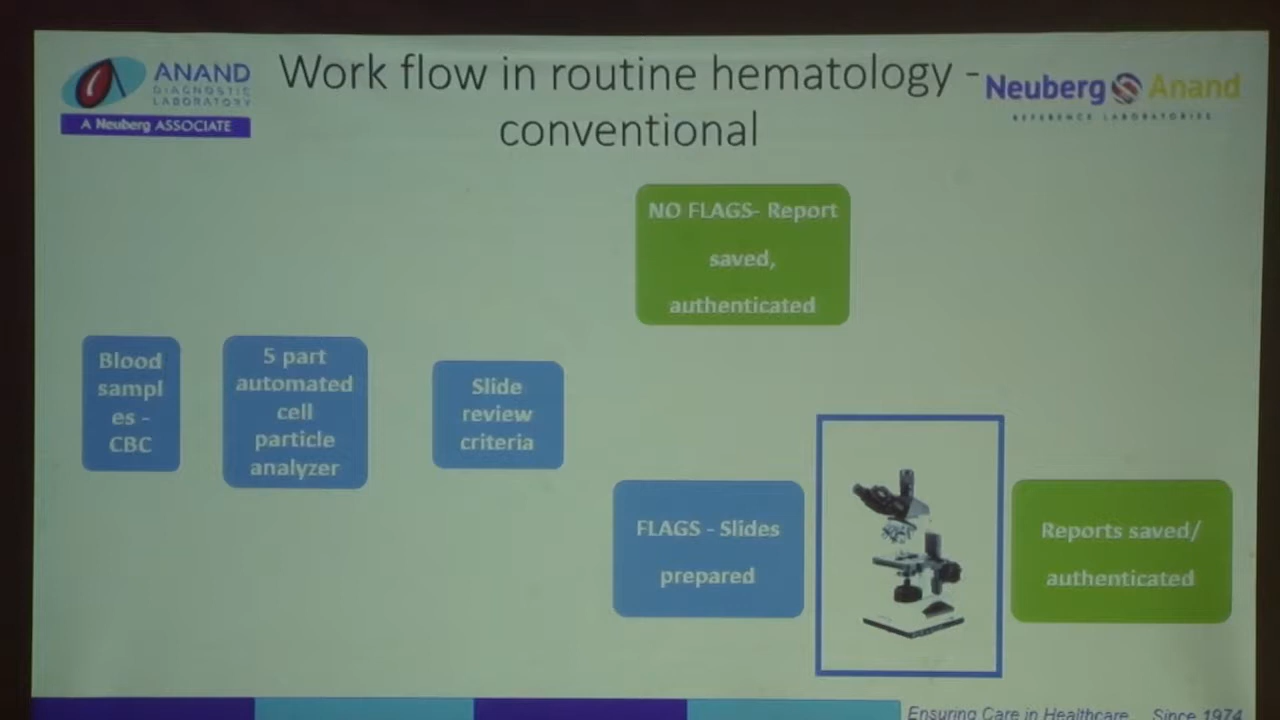 ANAND
DIAGNOSTIC
LABORATORY
A Neuberg ASSOCIATE
Work flow in routine hematology -
conventional
Neuberg Anand
REFERENCE LABORATORIES
NO FLAGS- Report
saved,
authenticated
Blood
sampl
es -
CBC
5 part
automated
cell
particle
analyzer
Slide
review
criteria
FLAGS - Slides
prepared
Reports saved/
authenticated
Ensuring Care in Healthcare Since 1974